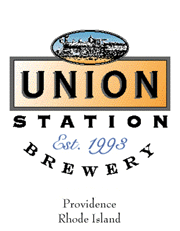 UNION
STATION
Est. 1993
BREWERY
Providence
Rhode Island